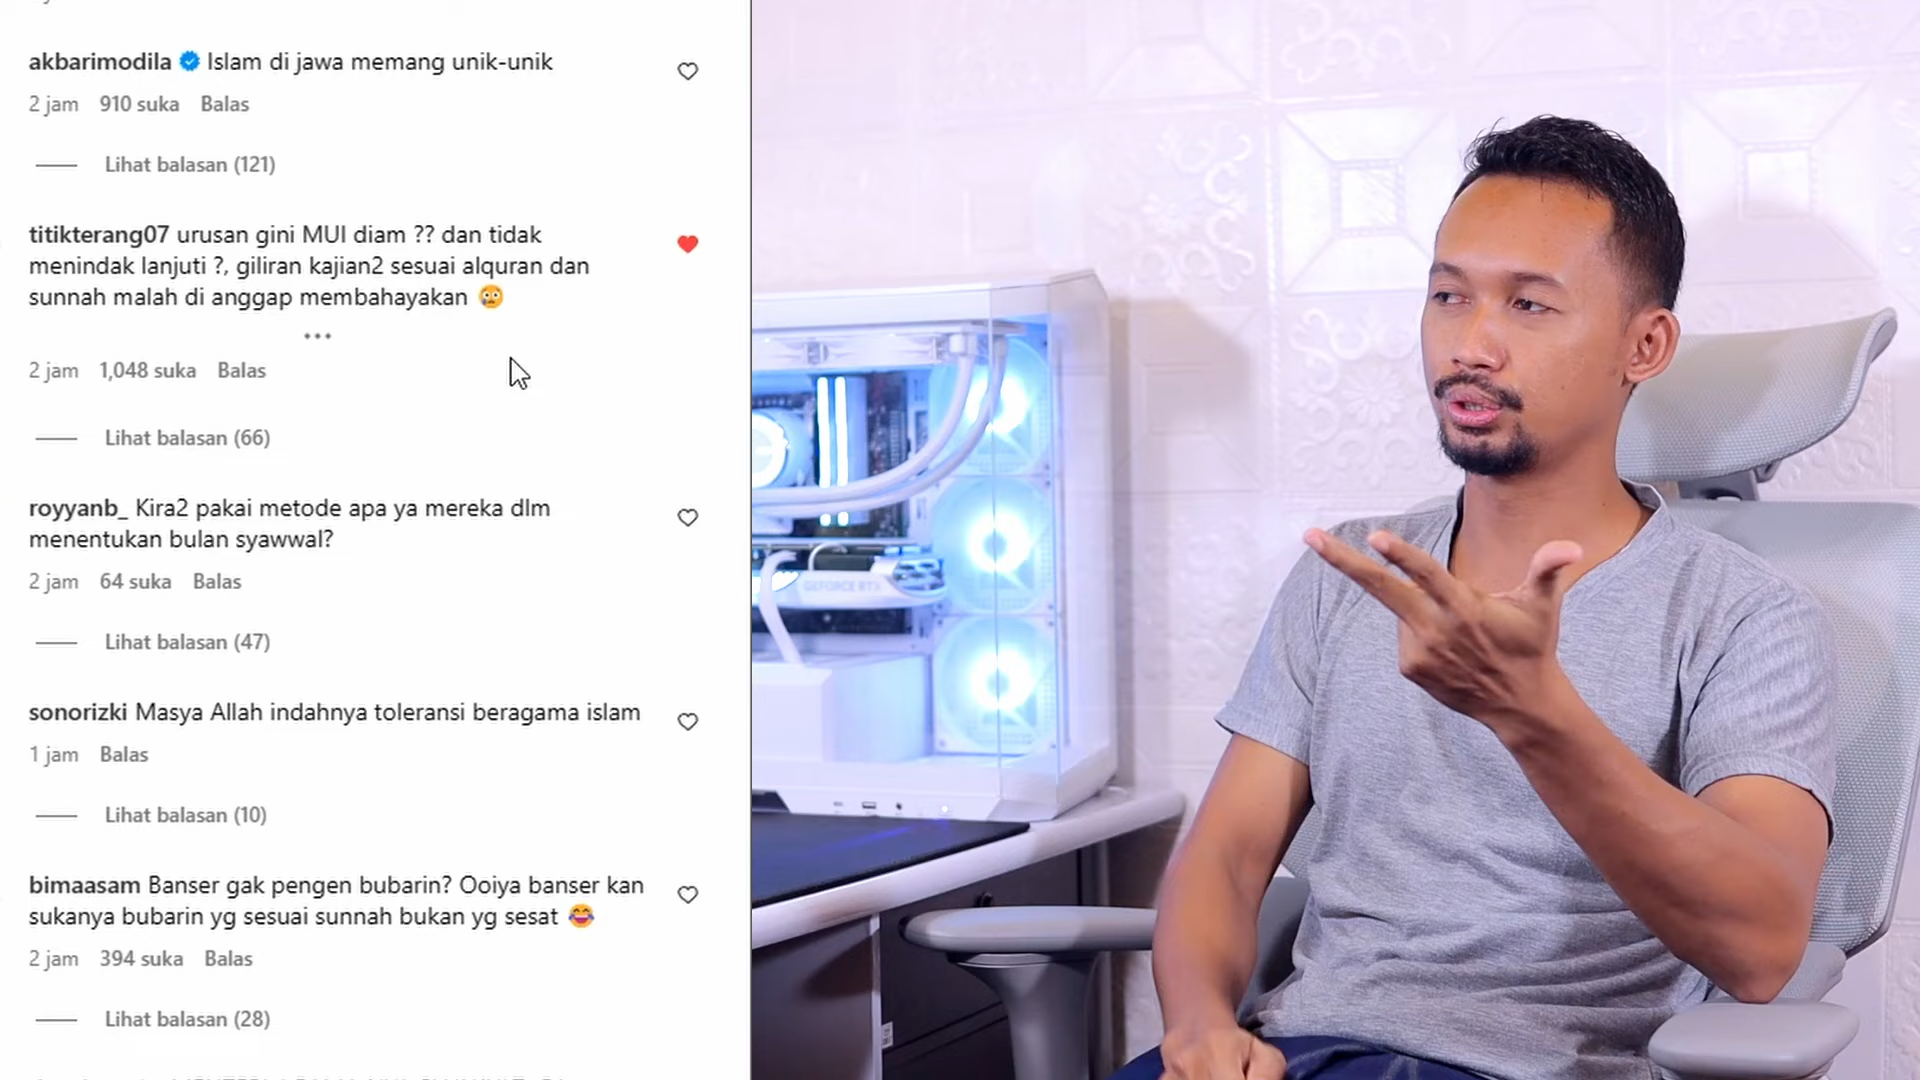 akbarimodila Islam di jawa memang unik-unik
2 jam 910 suka Balas
Lihat balasan (121)
titikterang07 urusan gini MUI diam ?? dan tidak
menindak lanjuti ?, giliran kajian2 sesuai alquran dan
sunnah malah di anggap membahayakan 😢
•••
2 jam 1,048 suka Balas
Lihat balasan (66)
royyanb_ Kira2 pakai metode apa ya mereka dlm
menentukan bulan syawwal?
2 jam 64 suka Balas
Lihat balasan (47)
sonorizki Masya Allah indahnya toleransi beragama islam
1 jam Balas
Lihat balasan (10)
bimaasam Banser gak pengen bubarin? Ooiya banser kan
sukanya bubarin yg sesuai sunnah bukan yg sesat 😂
2 jam 394 suka Balas
Lihat balasan (28)
GEFORCE RTX